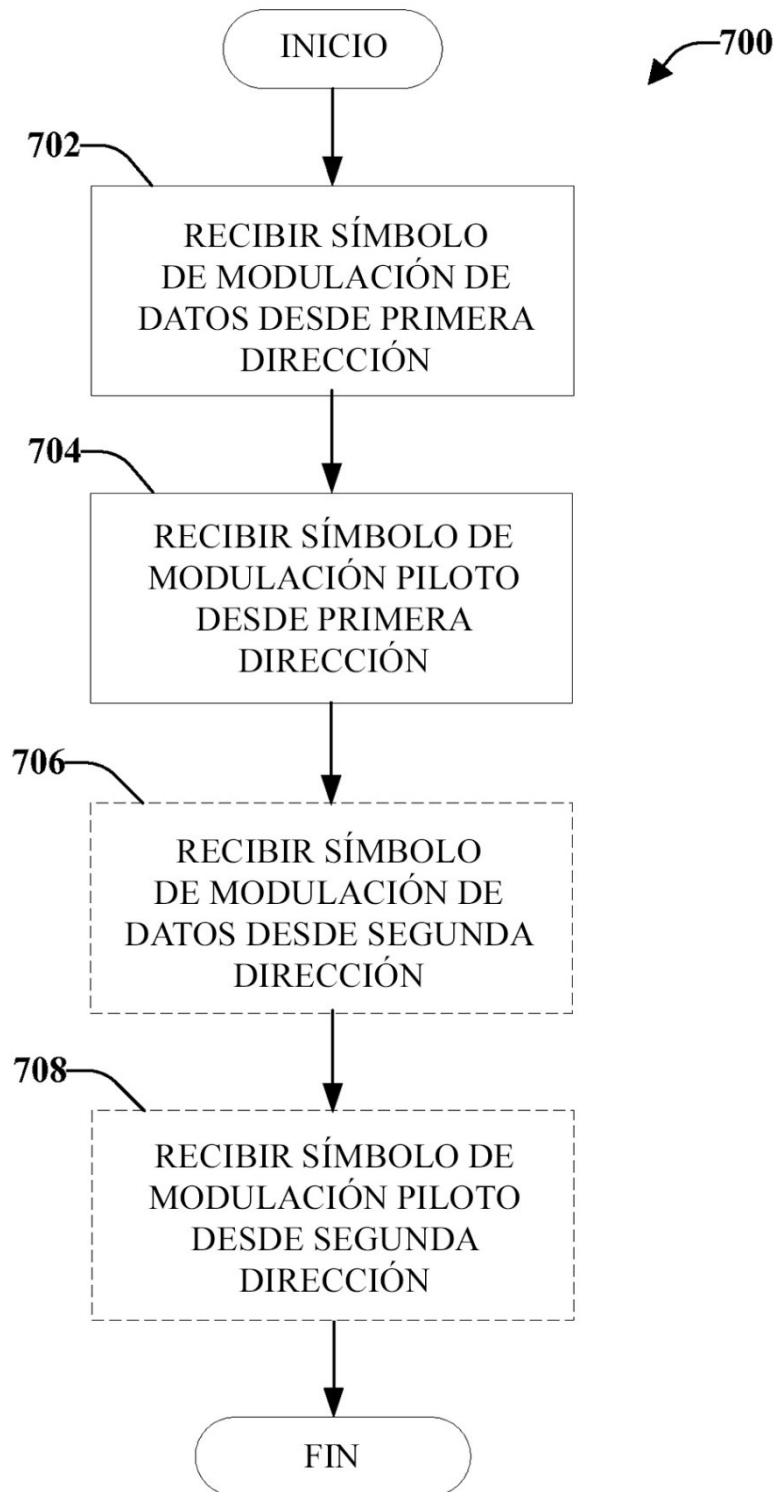 INICIO
700
702
RECIBIR SÍMBOLO
DE MODULACIÓN DE
DATOS DESDE PRIMERA
DIRECCIÓN
704
RECIBIR SÍMBOLO DE
MODULACIÓN PILOTO
DESDE PRIMERA
DIRECCIÓN
706
RECIBIR SÍMBOLO
DE MODULACIÓN DE
DATOS DESDE SEGUNDA
DIRECCIÓN
708
RECIBIR SÍMBOLO DE
MODULACIÓN PILOTO
DESDE SEGUNDA
DIRECCIÓN
FIN